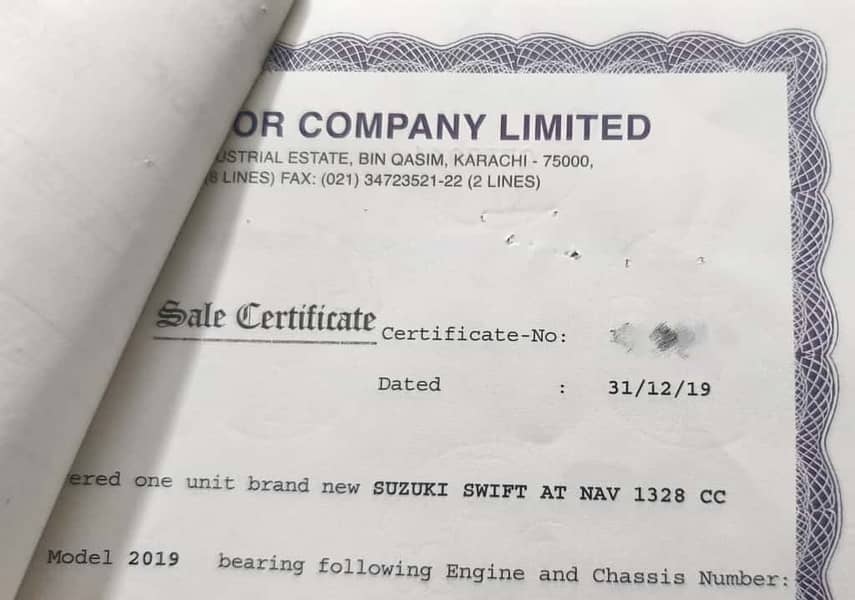 OR COMPANY LIMITED
USTRIAL ESTATE, BIN QASIM, KARACHI - 75000,
(8 LINES) FAX: (021) 34723521-22 (2 LINES)
Sale Certificate Certificate-No:
Dated : 31/12/19
ered one unit brand new SUZUKI SWIFT AT NAV 1328 CC
Model 2019 bearing following Engine and Chassis Number: